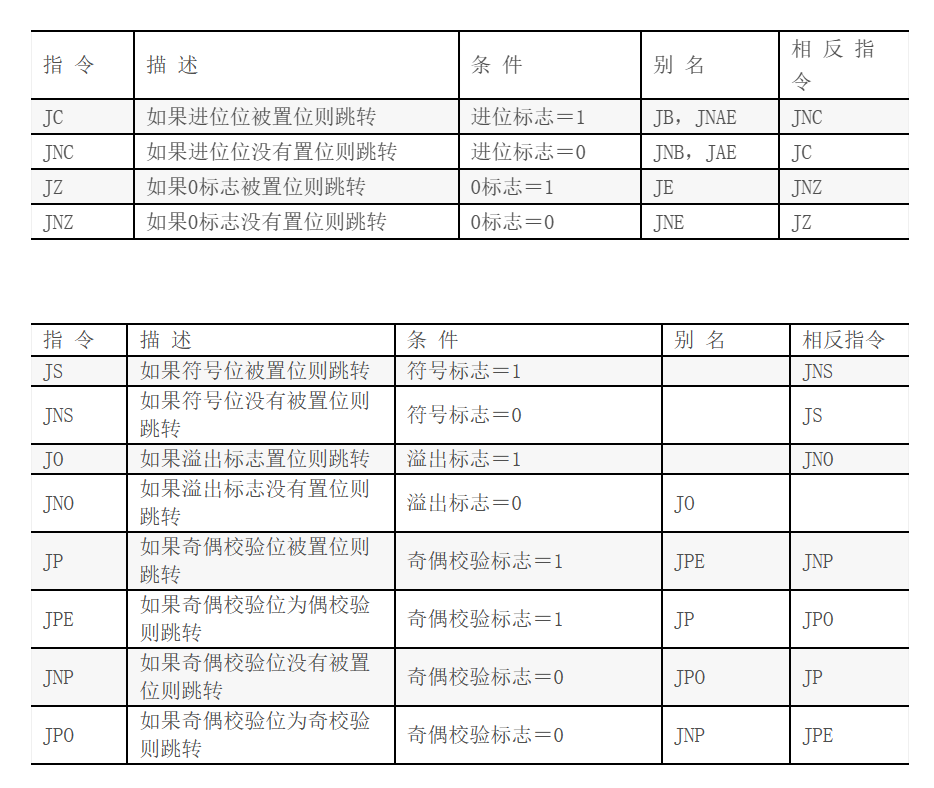 指 令 描 述 条 件 别 名 相 反 指
令
JC 如果进位位被置位则跳转 进位标志＝1 JB，JNAE JNC
JNC 如果进位位没有置位则跳转 进位标志＝0 JNB，JAE JC
JZ 如果0标志被置位则跳转 0标志＝1 JE JNZ
JNZ 如果0标志没有置位则跳转 0标志＝0 JNE JZ
指 令 描 述 条 件 别 名 相反指令
JS 如果符号位被置位则跳转 符号标志＝1 JNS
JNS 如果符号位没有被置位则
跳转 符号标志＝0 JS
JO 如果溢出标志置位则跳转 溢出标志＝1 JNO
JNO 如果溢出标志没有置位则
跳转 溢出标志＝0 JO
JP 如果奇偶校验位被置位则
跳转 奇偶校验标志＝1 JPE JNP
JPE 如果奇偶校验位为偶校验
则跳转 奇偶校验标志＝1 JP JPO
JNP 如果奇偶校验位没有被置
位则跳转 奇偶校验标志＝0 JPO JP
JPO 如果奇偶校验位为奇校验
则跳转 奇偶校验标志＝0 JNP JPE